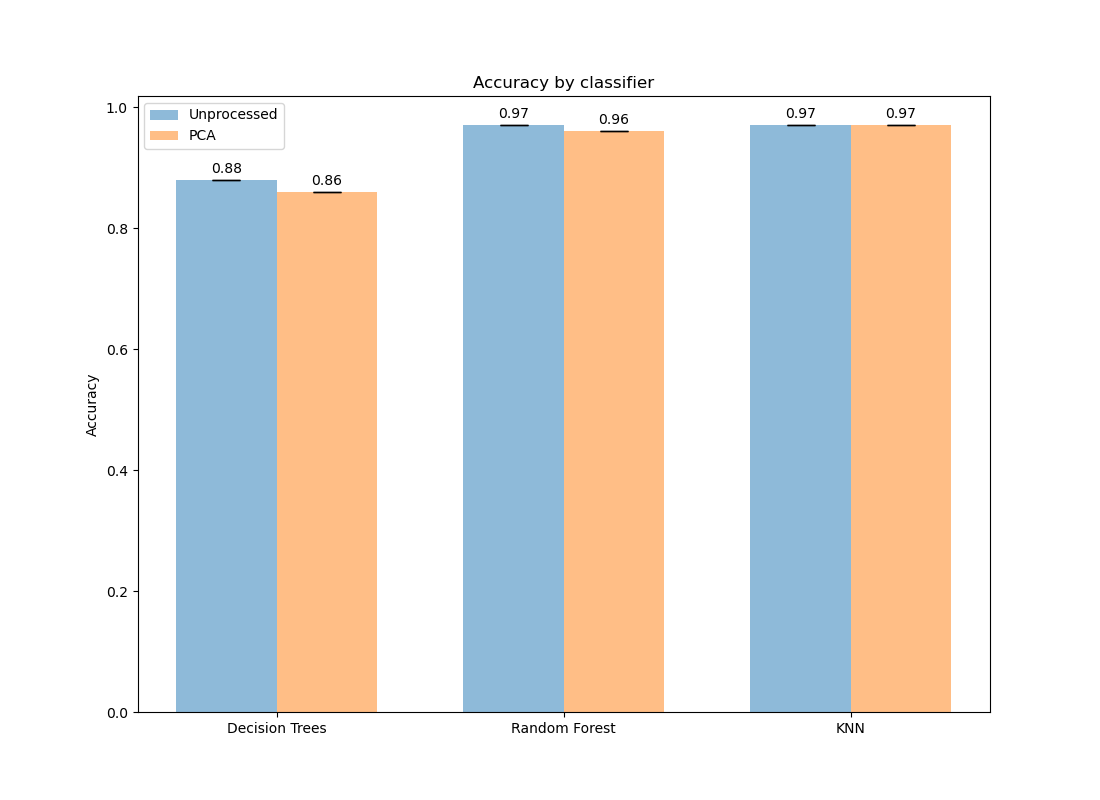 Accuracy by classifier
Unprocessed
PCA
0.88
0.86
0.97
0.96
0.97
0.97
1.0
0.8
0.6
0.4
0.2
0.0
Accuracy
Decision Trees
Random Forest
KNN